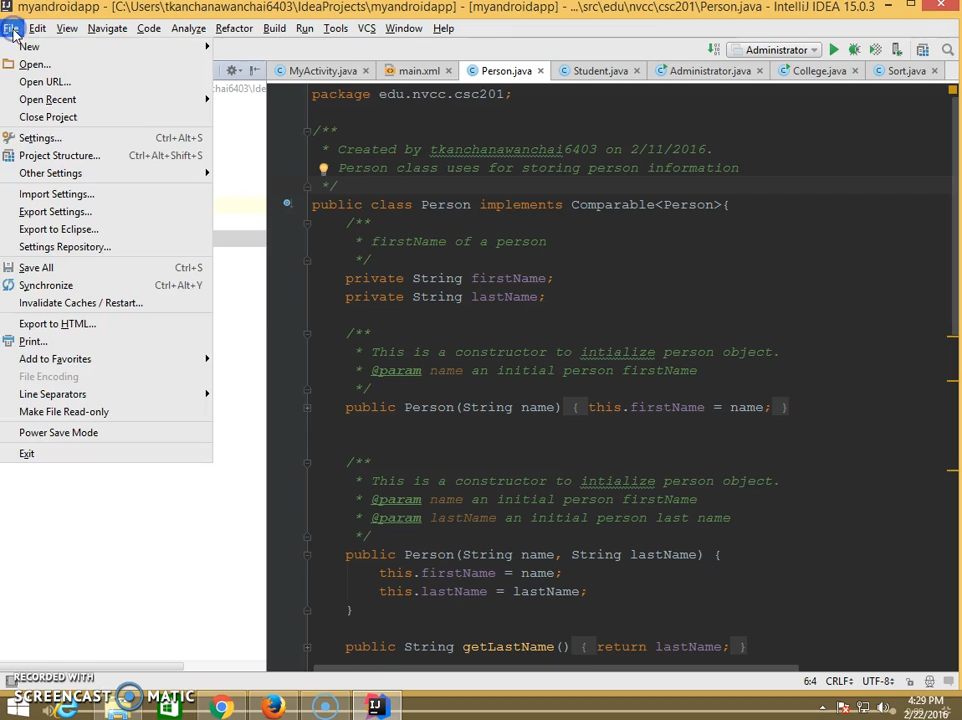 myandroidapp - [C:\Users\tkanchanawanchai6403\IdeaProjects\myandroidapp] - [myandroidapp] - ...\src\edu\nvcc\csc201\Person.java - IntelliJ IDEA 15.0.3
File Edit View Navigate Code Analyze Refactor Build Run Tools VCS Window Help
New
Open...
Open URL...
Open Recent
Close Project
Settings... Ctrl+Alt+S
Project Structure... Ctrl+Alt+Shift+S
Other Settings
Import Settings...
Export Settings...
Export to Eclipse...
Settings Repository...
Save All Ctrl+S
Synchronize Ctrl+Alt+Y
Invalidate Caches / Restart...
Export to HTML...
Print...
Add to Favorites
File Encoding
Line Separators
Make File Read-only
Power Save Mode
Exit
Administrator
hai6403\IdeaP
MyActivity.java main.xml Person.java Student.java Administrator.java College.java Sort.java
package edu.nvcc.csc201;
/**
* Created by tkanchanawanchai6403 on 2/11/2016.
Person class uses for storing person information
*/
public class Person implements Comparable<Person>{
/**
* firstName of a person
*/
private String firstName;
private String lastName;
/**
* This is a constructor to intialize person object.
* @param name an initial person firstName
*/
public Person(String name) { this.firstName = name; }
/**
* This is a constructor to intialize person object.
* @param name an initial person firstName
* @param lastName an initial person last name
*/
public Person(String name, String lastName) {
this.firstName = name;
this.lastName = lastName;
}
public String getLastName() { return lastName; }
6:4 CRLF÷ UTF-8÷
RECORDED WITH
SCREENCAST MATIC
4:29 PM
2/22/2016